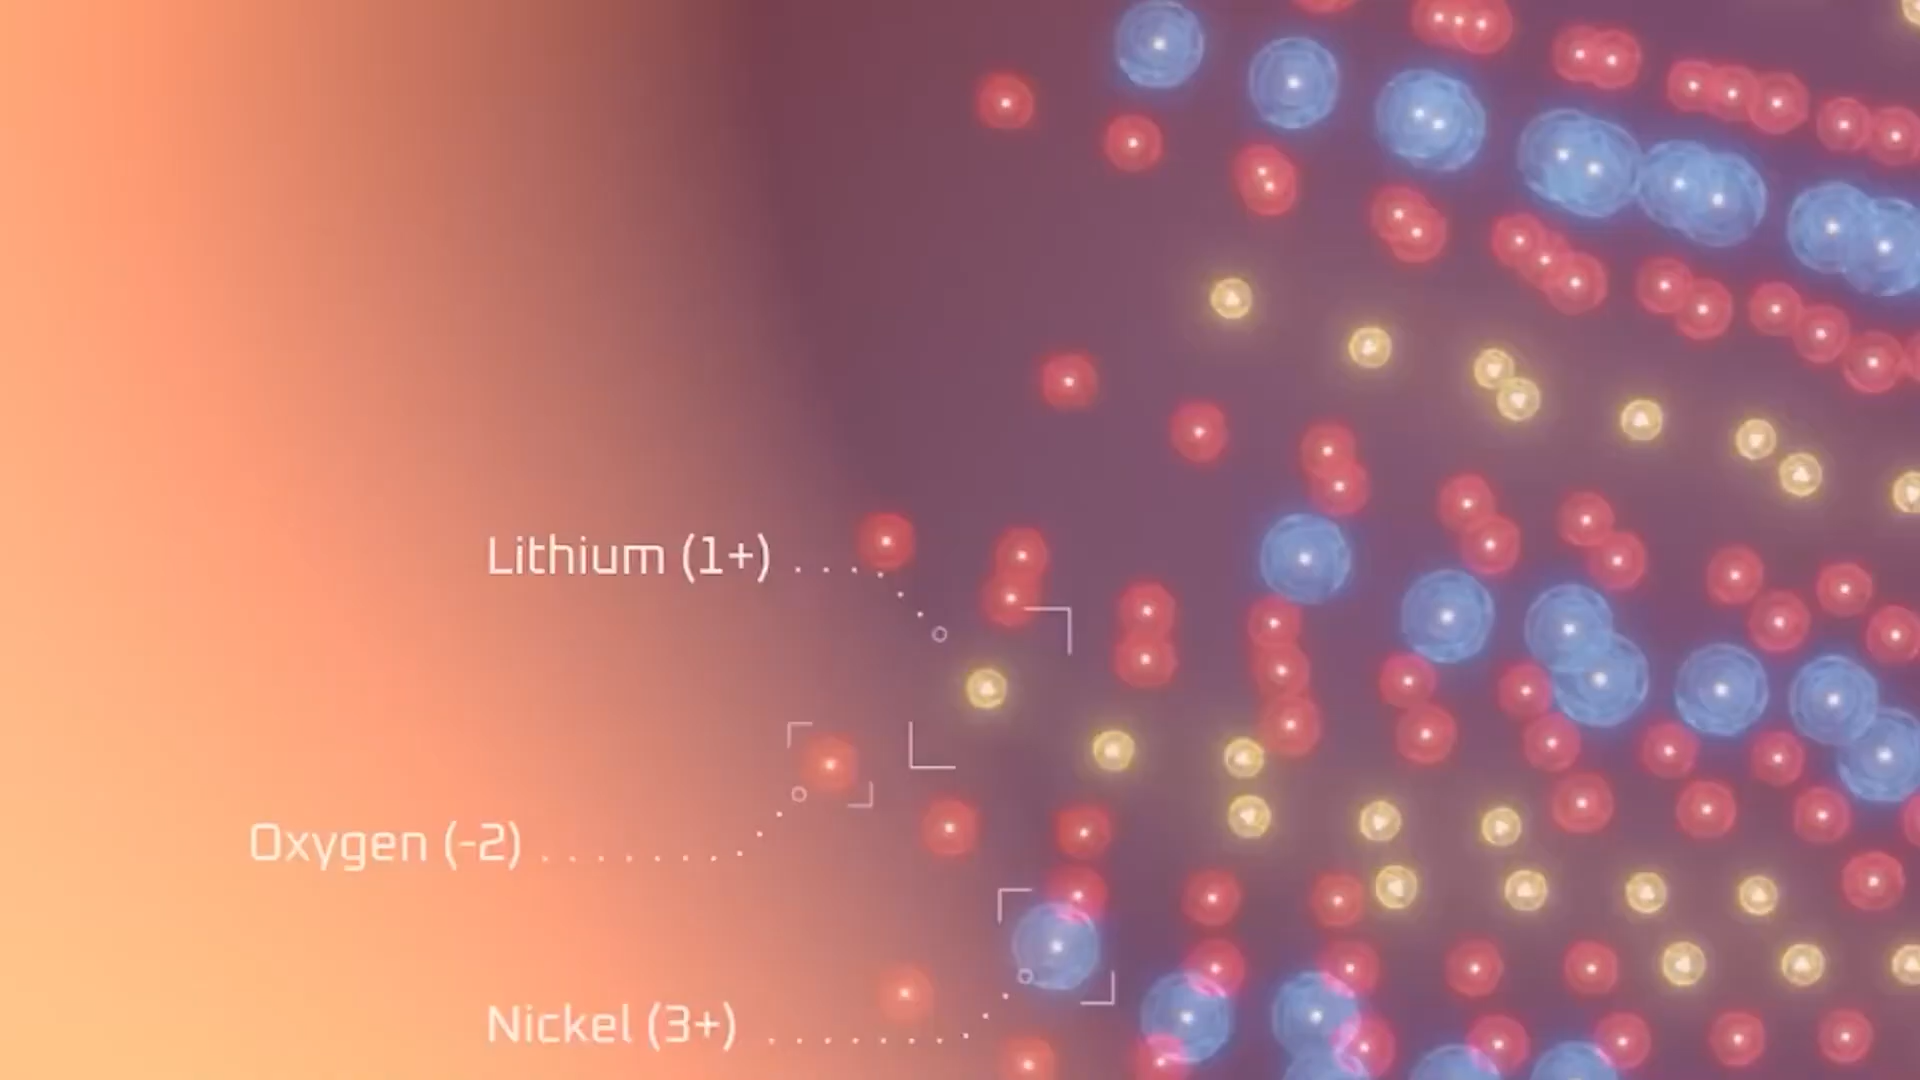 Lithium (1+)
Oxygen (-2)
Nickel (3+)